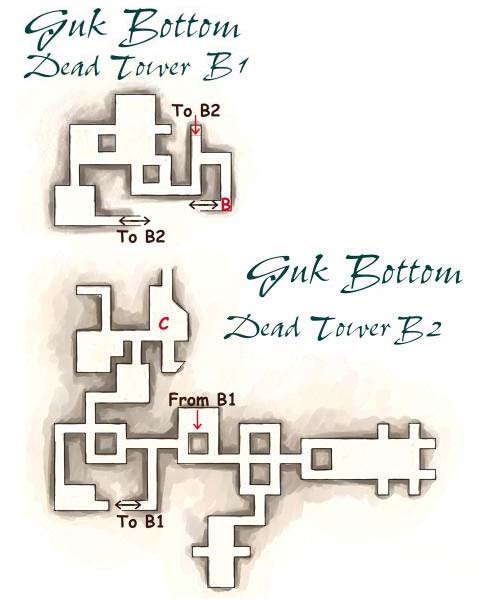 Guk Bottom
Dead Tower B1
To B2
B
To B2
Guk Bottom
Dead Tower B2
C
From B1
To B1